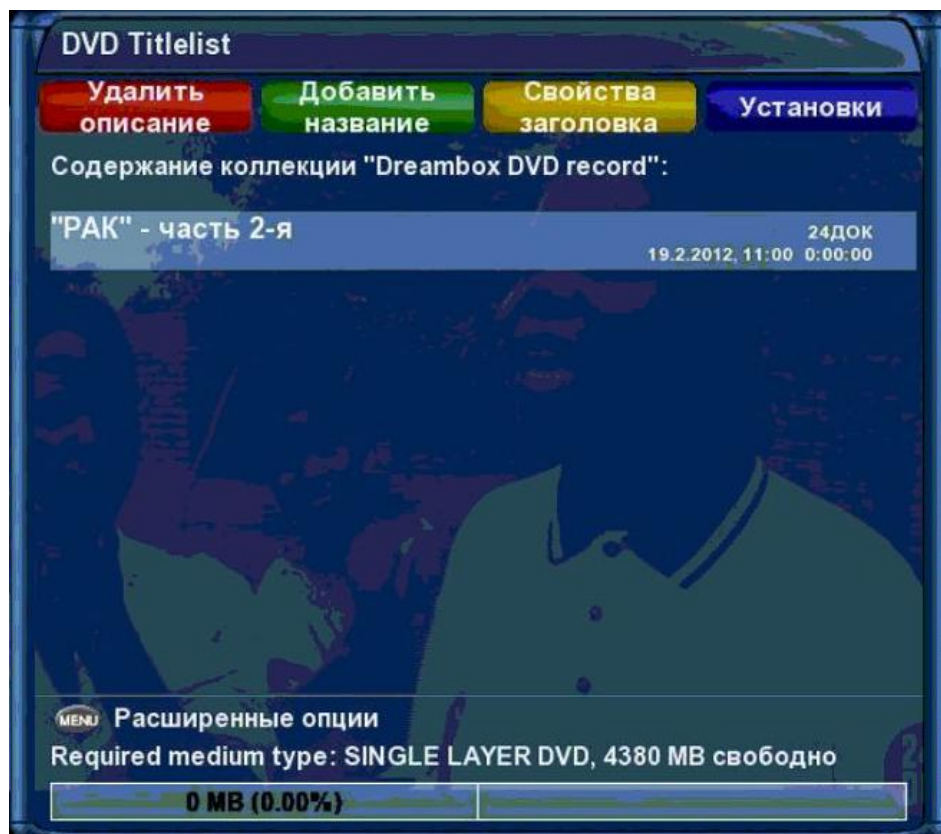 DVD Titlelist
Удалить
описание
Добавить
название
Свойства
заголовка
Установки
Содержание коллекции "Dreambox DVD record":
"РАК" - часть 2-я
24ДОК
19.2.2012, 11:00 0:00:00
MENU Расширенные опции
Required medium type: SINGLE LAYER DVD, 4380 MB свободно
0 MB (0.00%)